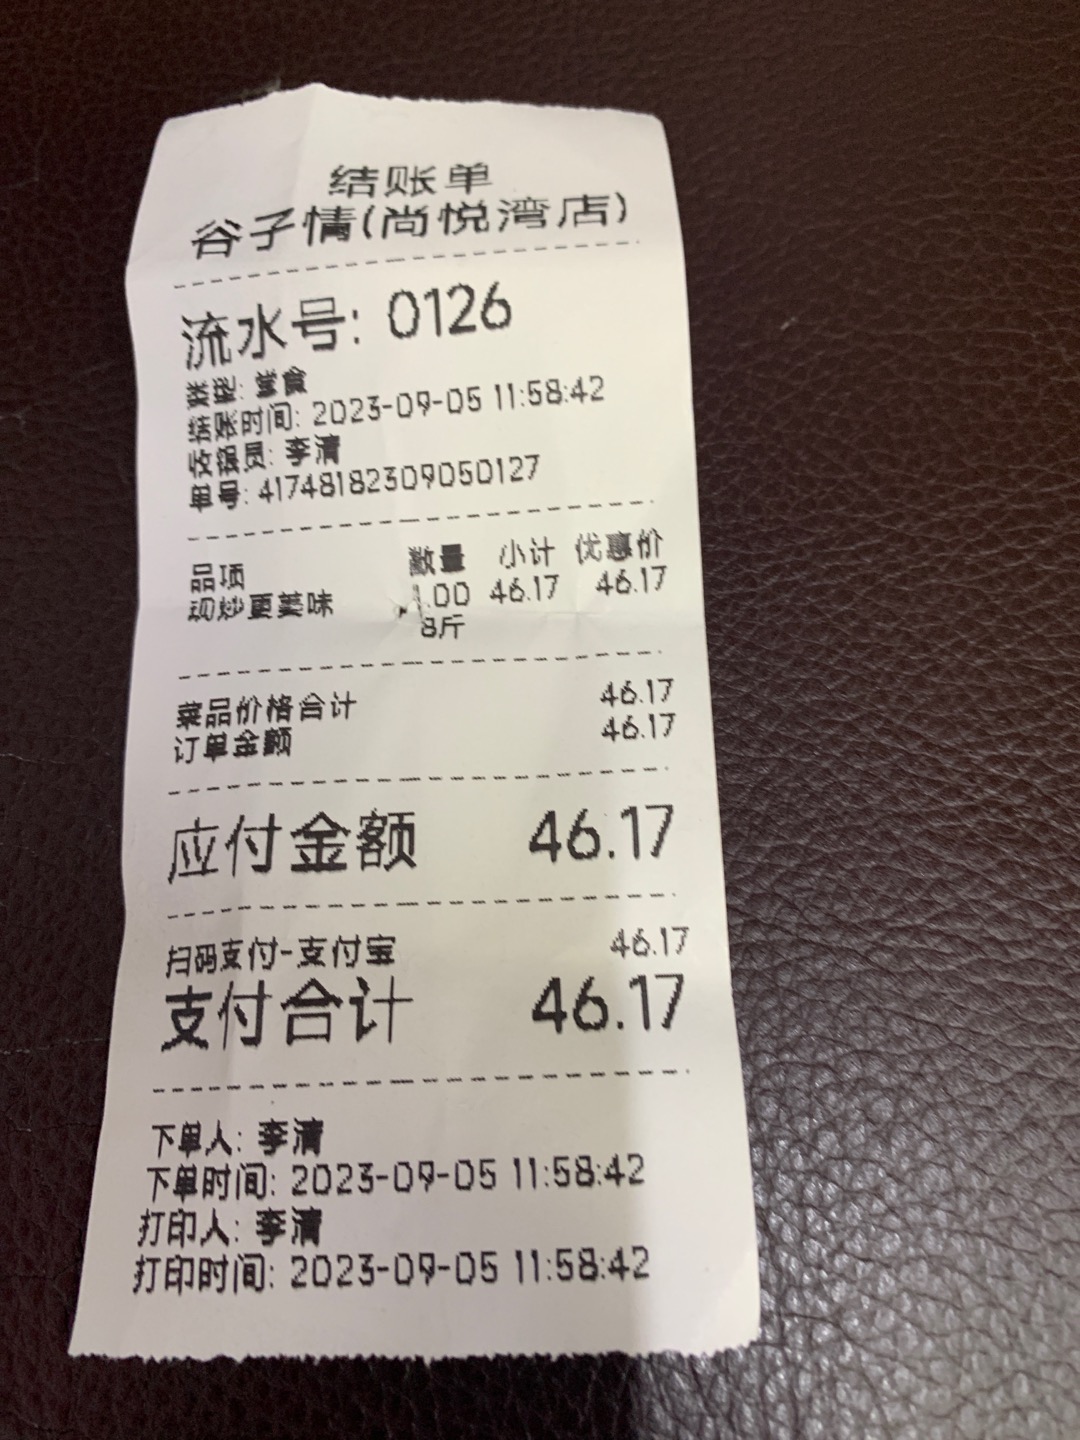 结账单
谷子情(尚悦湾店)
流水号: 0126
类型: 堂食
结账时间: 2023-09-05 11:58:42
收银员: 李清
单号: 41748182309050127
品项 数量 小计 优惠价
现炒更美味 1.00 46.17 46.17
8斤
菜品价格合计 46.17
订单金额 46.17
应付金额 46.17
扫码支付-支付宝 46.17
支付合计 46.17
下单人: 李清
下单时间: 2023-09-05 11:58:42
打印人: 李清
打印时间: 2023-09-05 11:58:42